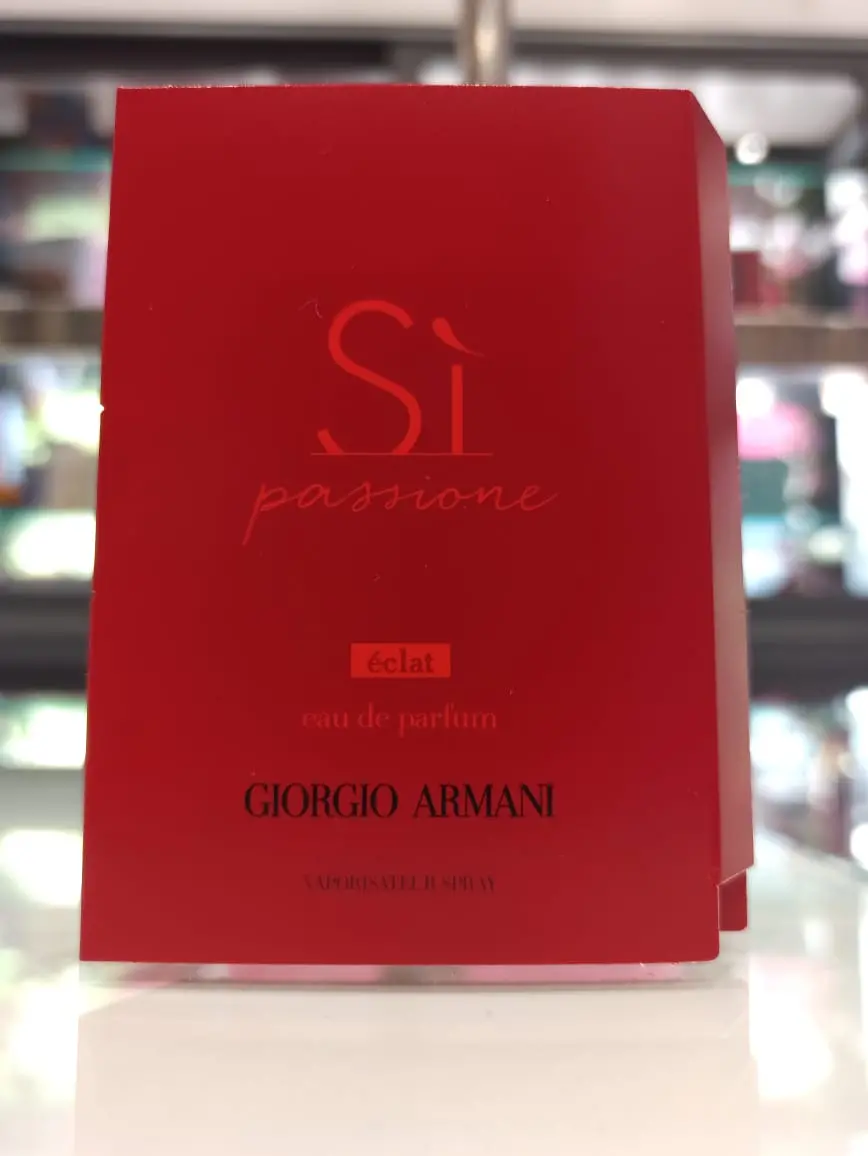 Sì
passione
éclat
eau de parfum
GIORGIO ARMANI
VAPORISATEUR SPRAY